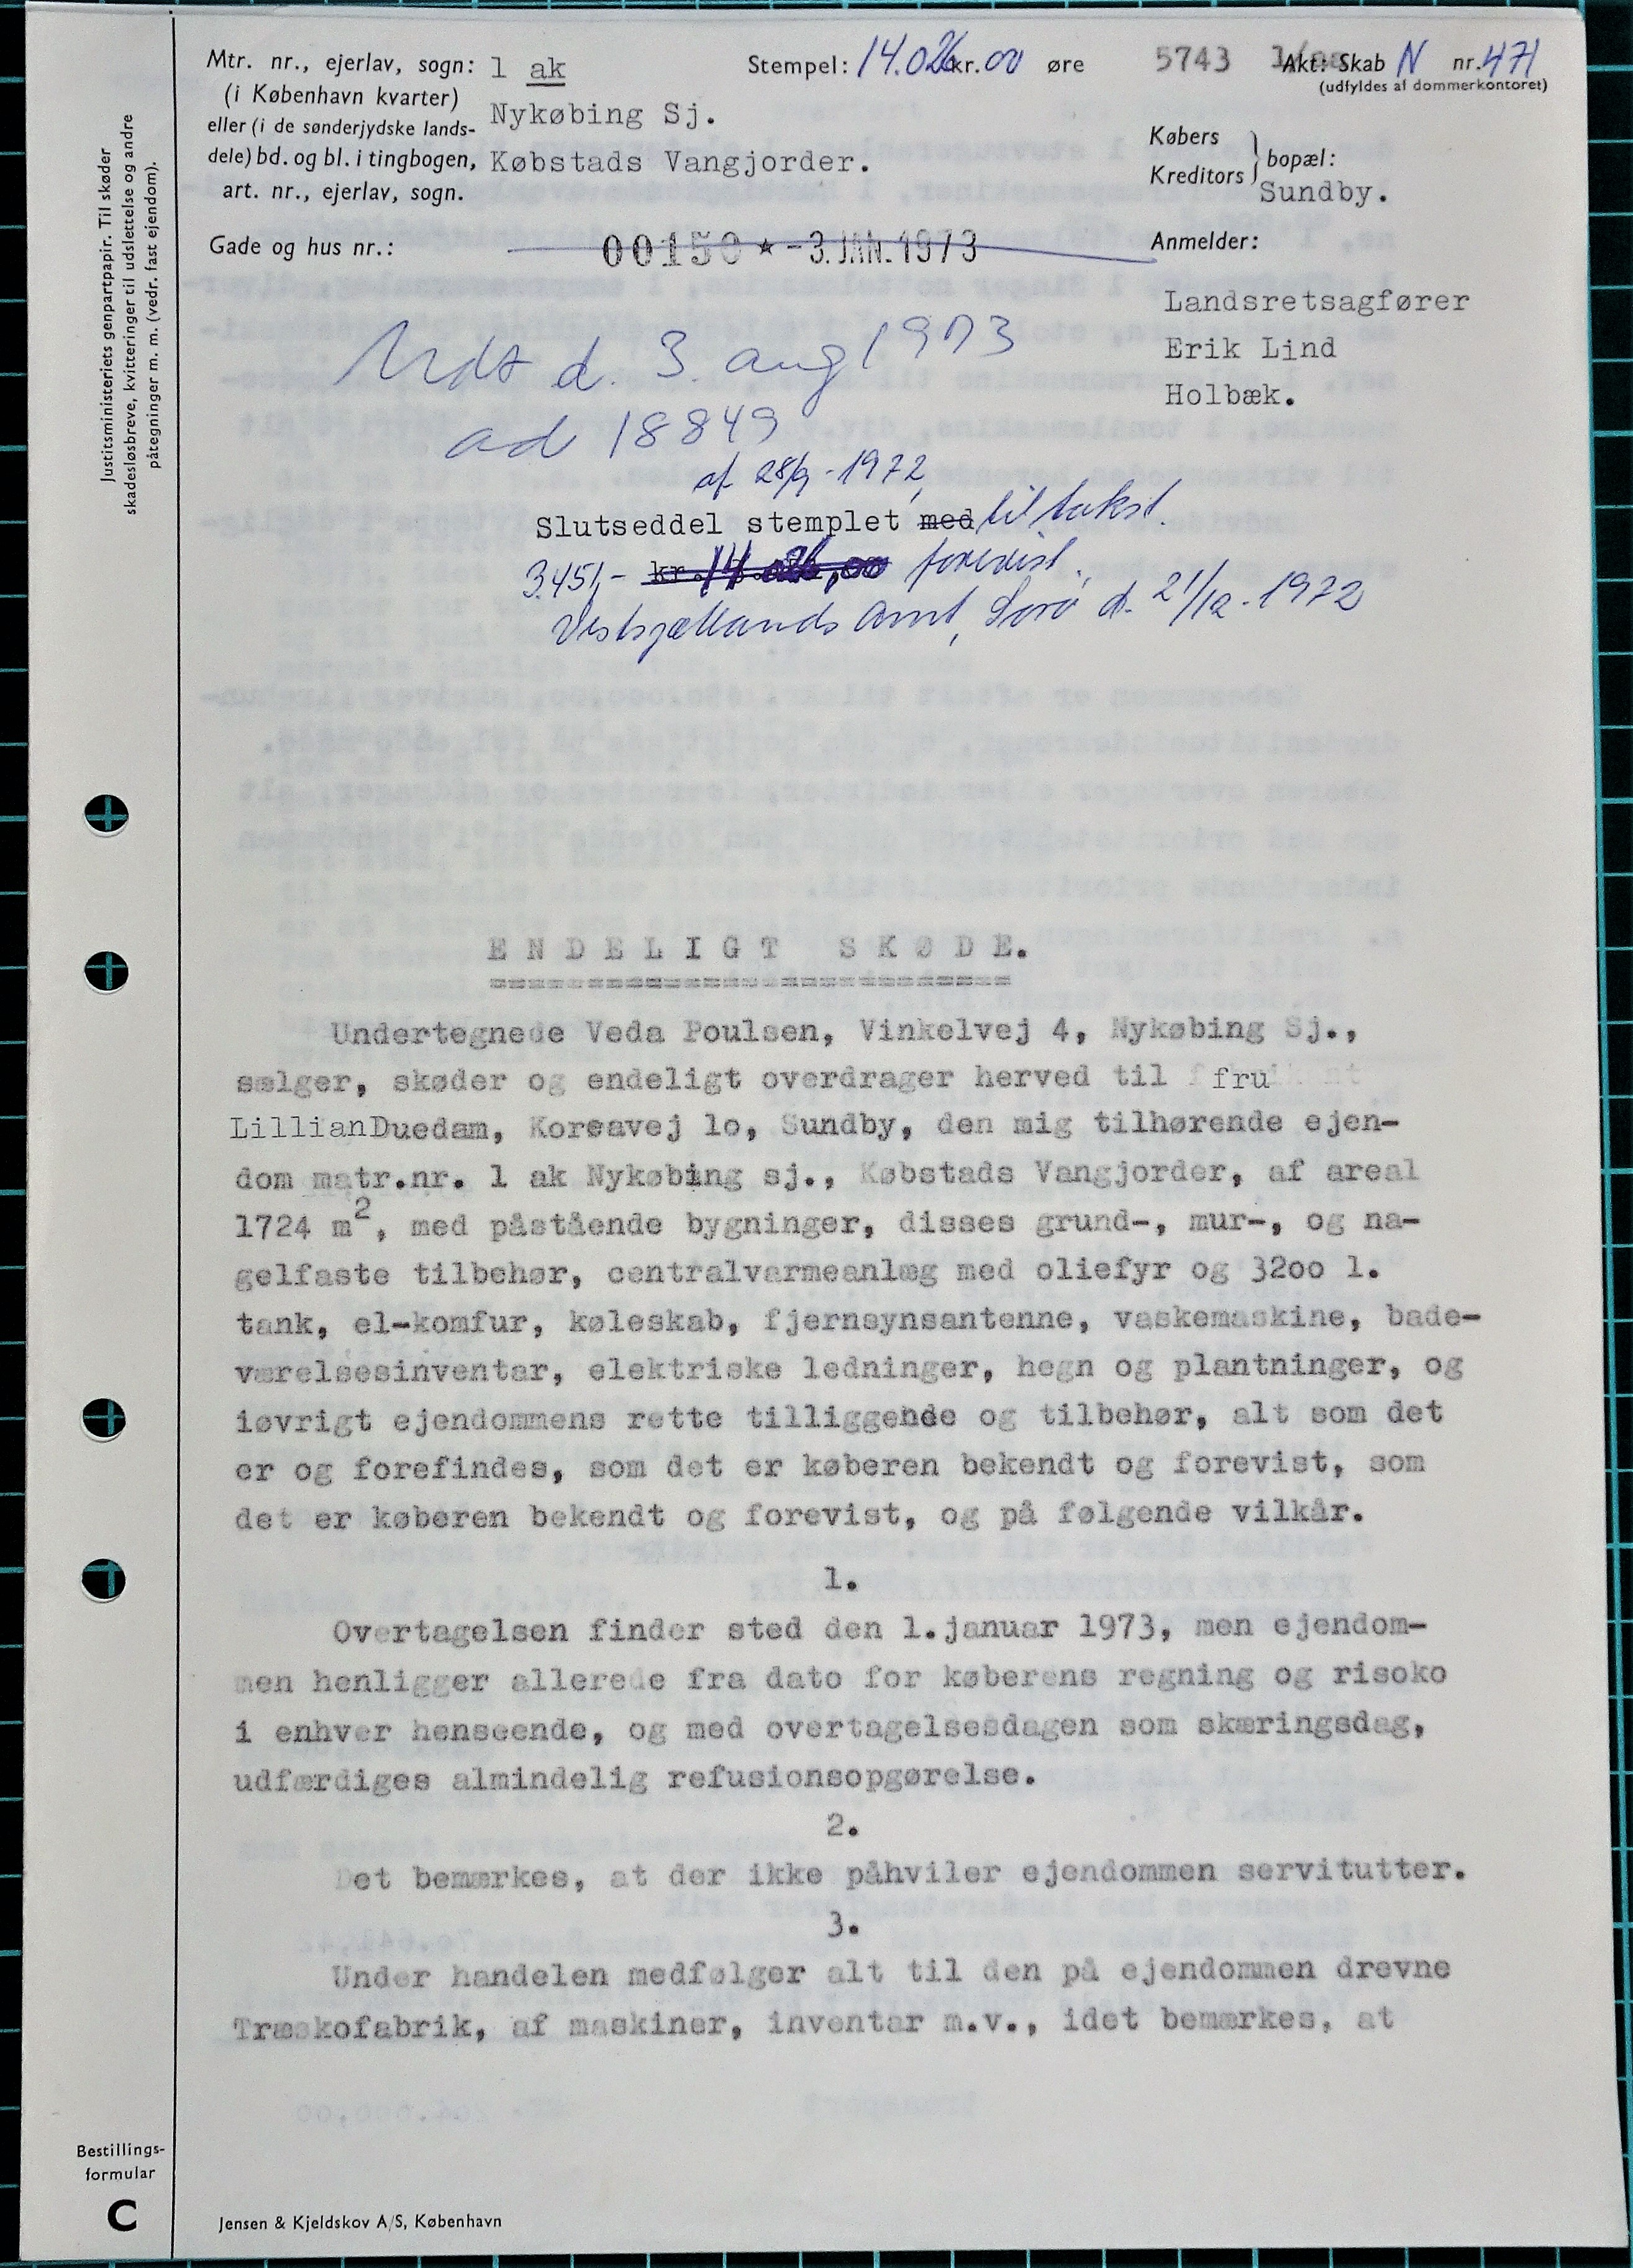 Mtr. nr., ejerlav, sogn: 1 ak
(i København kvarter)
eller (i de sønderjydske lands- Nykøbing Sj.
dele) bd. og bl. i tingbogen, Købstads Vangjorder.
art. nr., ejerlav, sogn.
Gade og hus nr.:
Stempel: 14.026 kr. 00 øre
5743 Akt: Skab N nr. 471
(udfyldes af dommerkontoret)
Købers
Kreditors } bopæl:
Sundby.
Anmelder:
Landsretsagfører
Erik Lind
Holbæk.
00150 ★ -3. JAN. 1973
Justitsministeriets genpartpapir. Til skøder
skadesløsbreve, kvitteringer til udslettelse og andre
påtegninger m. m. (vedr. fast ejendom).
d. 3. aug 1973
ad 18849
af 28/9 - 1972
Slutseddel stemplet med til takst.
3.451,- kr. 14.026,00 forevist.
Vestsjællands Amt, Sorø d. 21/12 - 1972
ENDELIGT SKØDE.
Undertegnede Veda Poulsen, Vinkelvej 4, Nykøbing Sj.,
sælger, skøder og endeligt overdrager herved til fru
Lillian Duedam, Koreavej 1o, Sundby, den mig tilhørende ejen-
dom matr.nr. 1 ak Nykøbing sj., Købstads Vangjorder, af areal
1724 m², med påstående bygninger, disses grund-, mur-, og na-
gelfaste tilbehør, centralvarmeanlæg med oliefyr og 32oo l.
tank, el-komfur, køleskab, fjernsynsantenne, vaskemaskine, bade-
værelsesinventar, elektriske ledninger, hegn og plantninger, og
iøvrigt ejendommens rette tilliggende og tilbehør, alt som det
er og forefindes, som det er køberen bekendt og forevist, som
det er køberen bekendt og forevist, og på følgende vilkår.
1.
Overtagelsen finder sted den 1.januar 1973, men ejendom-
men henligger allerede fra dato for køberens regning og risoko
i enhver henseende, og med overtagelsesdagen som skæringsdag,
udfærdiges almindelig refusionsopgørelse.
2.
Det bemærkes, at der ikke påhviler ejendommen servitutter.
3.
Under handelen medfølger alt til den på ejendommen drevne
Træskofabrik, af maskiner, inventar m.v., idet bemærkes, at
Bestillings-
formular
C
Jensen & Kjeldskov A/S, København